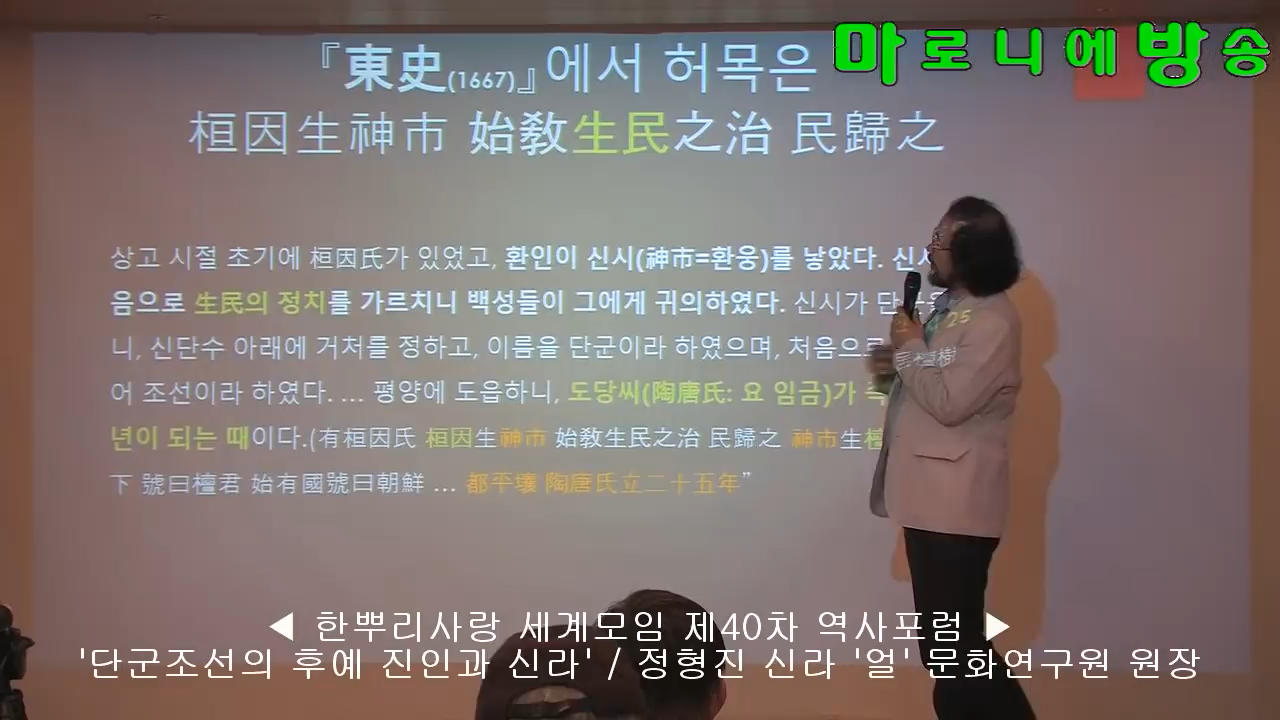 마로니에방송
『東史(1667)』에서 허목은
桓因生神市 始敎生民之治 民歸之
상고 시절 초기에 桓因氏가 있었고, 환인이 신시(神市=환웅)를 낳았다. 신시
음으로 生民의 정치를 가르치니 백성들이 그에게 귀의하였다. 신시가 단군을
니, 신단수 아래에 거처를 정하고, 이름을 단군이라 하였으며, 처음으로
어 조선이라 하였다. ... 평양에 도읍하니, 도당씨(陶唐氏: 요 임금)가
25
년이 되는 때이다.(有桓因氏 桓因生神市 始敎生民之治 民歸之 神市生檀
下 號曰檀君 始有國號曰朝鮮 ... 都平壤 陶唐氏立二十五年”
◀ 한뿌리사랑 세계모임 제40차 역사포럼 ▶
'단군조선의 후예 진인과 신라' / 정형진 신라 '얼' 문화연구원 원장